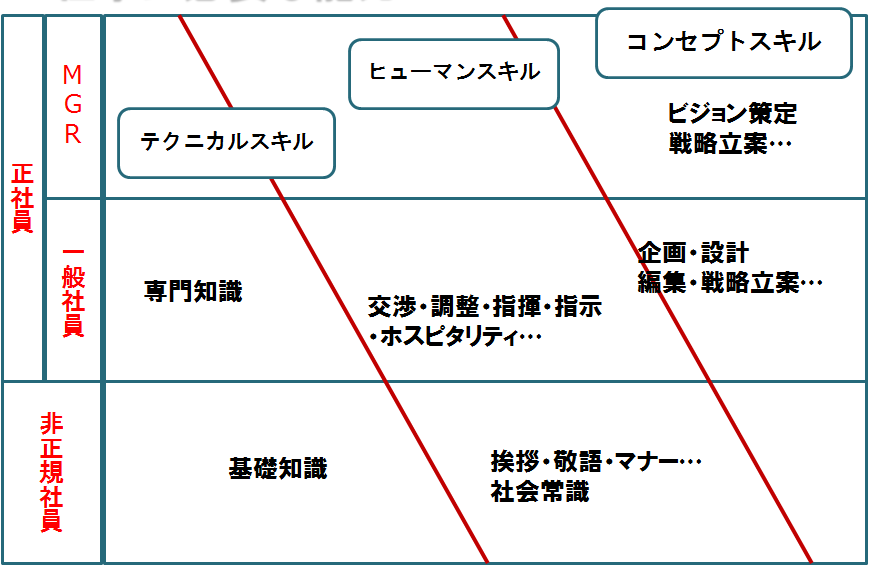 コンセプトスキル
ヒューマンスキル
テクニカルスキル
MGR
ビジョン策定
戦略立案…
正社員
一般社員
専門知識
企画・設計
編集・戦略立案…
交渉・調整・指揮・指示
・ホスピタリティ…
非正規社員
基礎知識
挨拶・敬語・マナー…
社会常識